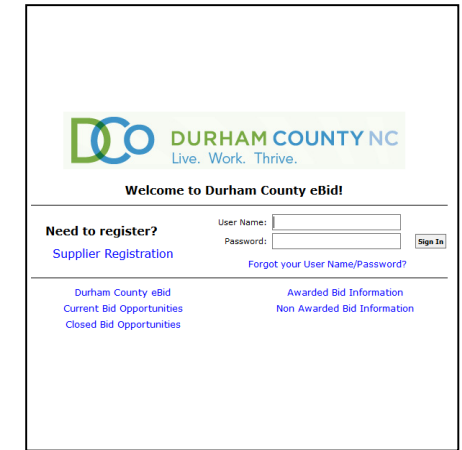 DCO DURHAM COUNTY NC
Live. Work. Thrive.
Welcome to Durham County eBid!
Need to register?
Supplier Registration
User Name:
Password:
Sign In
Forgot your User Name/Password?
Durham County eBid
Current Bid Opportunities
Closed Bid Opportunities
Awarded Bid Information
Non Awarded Bid Information